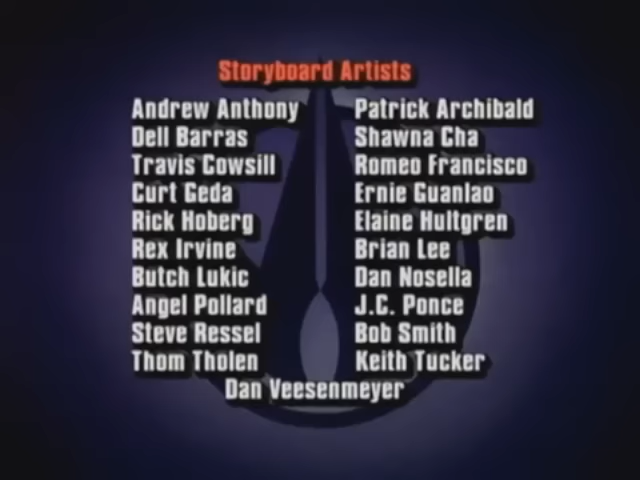 Storyboard Artists
Andrew Anthony Patrick Archibald
Dell Barras Shawna Cha
Travis Cowsill Romeo Francisco
Curt Geda Ernie Guanlao
Rick Hoberg Elaine Hultgren
Rex Irvine Brian Lee
Butch Lukic Dan Nosella
Angel Pollard J.C. Ponce
Steve Ressel Bob Smith
Thom Tholen Keith Tucker
Dan Veesenmeyer